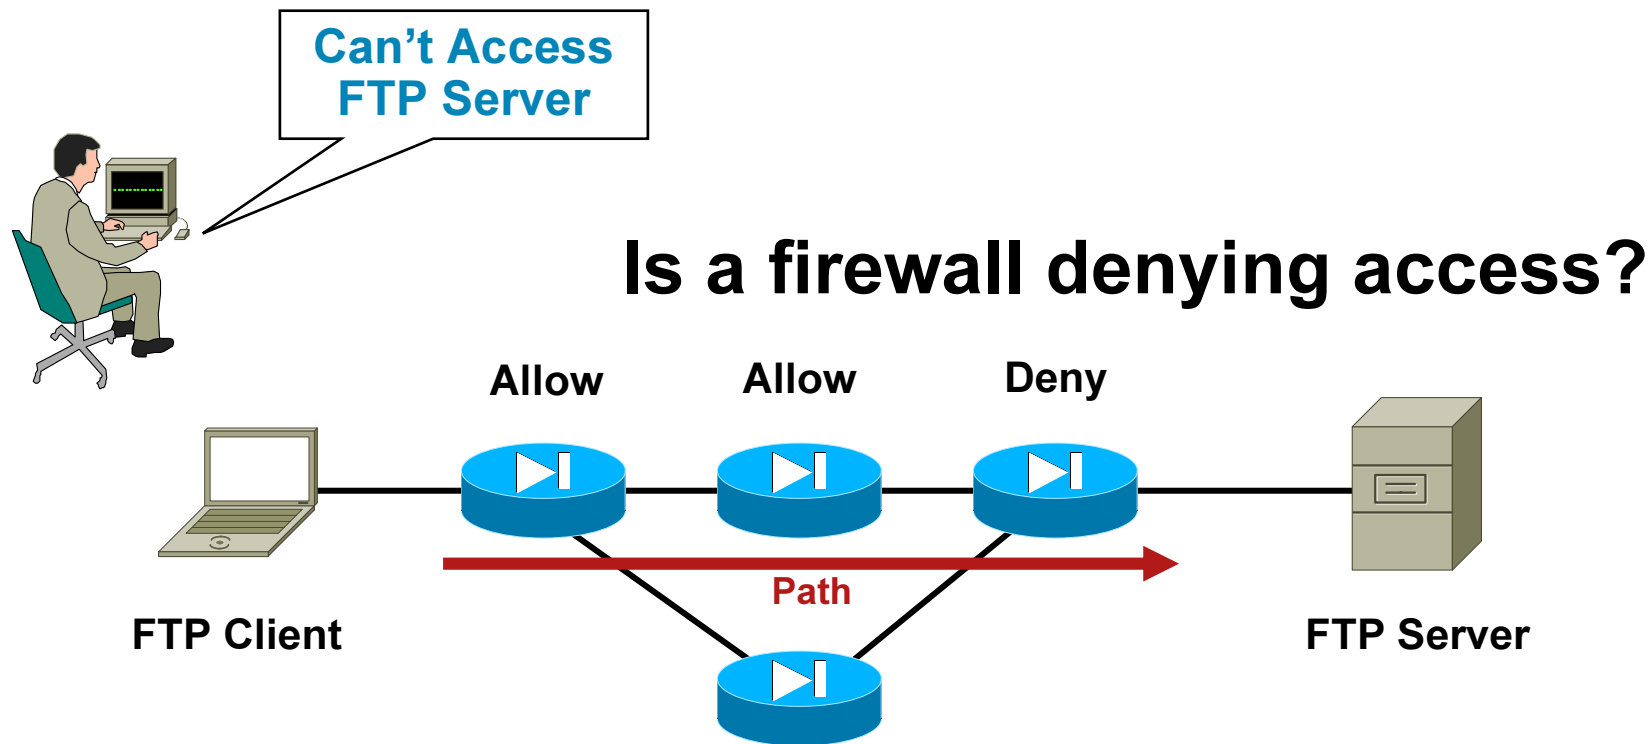 Can’t Access
FTP Server
Is a firewall denying access?
Allow
Allow
Deny
Path
FTP Client
FTP Server